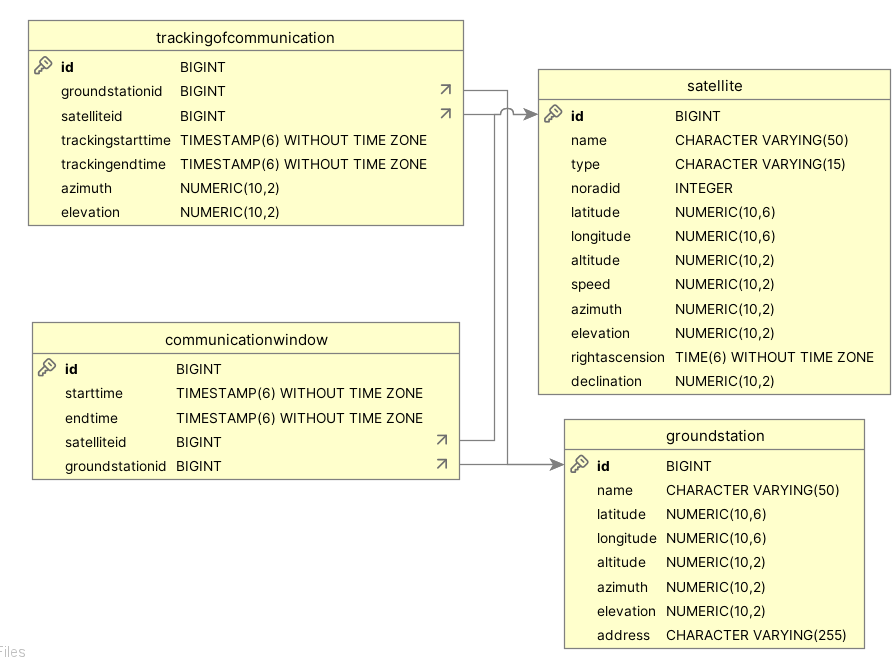 trackingofcommunication
id BIGINT
groundstationid BIGINT
satelliteid BIGINT
trackingstarttime TIMESTAMP(6) WITHOUT TIME ZONE
trackingendtime TIMESTAMP(6) WITHOUT TIME ZONE
azimuth NUMERIC(10,2)
elevation NUMERIC(10,2)
satellite
id BIGINT
name CHARACTER VARYING(50)
type CHARACTER VARYING(15)
noradid INTEGER
latitude NUMERIC(10,6)
longitude NUMERIC(10,6)
altitude NUMERIC(10,2)
speed NUMERIC(10,2)
azimuth NUMERIC(10,2)
elevation NUMERIC(10,2)
rightascension TIME(6) WITHOUT TIME ZONE
declination NUMERIC(10,2)
communicationwindow
id BIGINT
starttime TIMESTAMP(6) WITHOUT TIME ZONE
endtime TIMESTAMP(6) WITHOUT TIME ZONE
satelliteid BIGINT
groundstationid BIGINT
groundstation
id BIGINT
name CHARACTER VARYING(50)
latitude NUMERIC(10,6)
longitude NUMERIC(10,6)
altitude NUMERIC(10,2)
azimuth NUMERIC(10,2)
elevation NUMERIC(10,2)
address CHARACTER VARYING(255)
Files